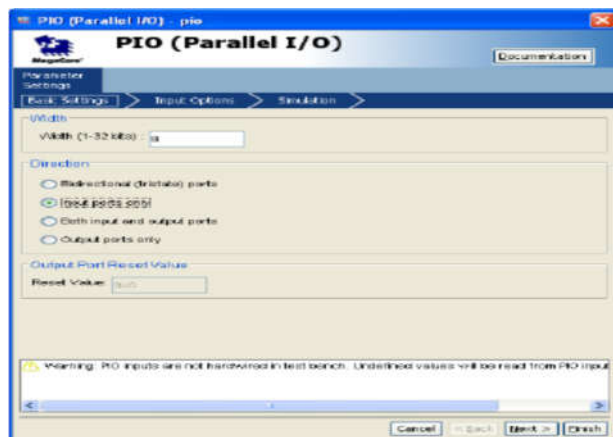 PIO (Parallel I/O) - pio
PIO (Parallel I/O)
MegaCore
Documentation
Parameter
Settings
Basic Settings
Input Options
Simulation
Width
Width (1-32 bits) :
Direction
Bidirectional (tristate) ports
Input ports only
Both input and output ports
Output ports only
Output Port Reset Value
Reset Value:
Warning: PIO inputs are not hardwired in test bench. Undefined values will be read from PIO input
Cancel
< Back
Next >
Finish